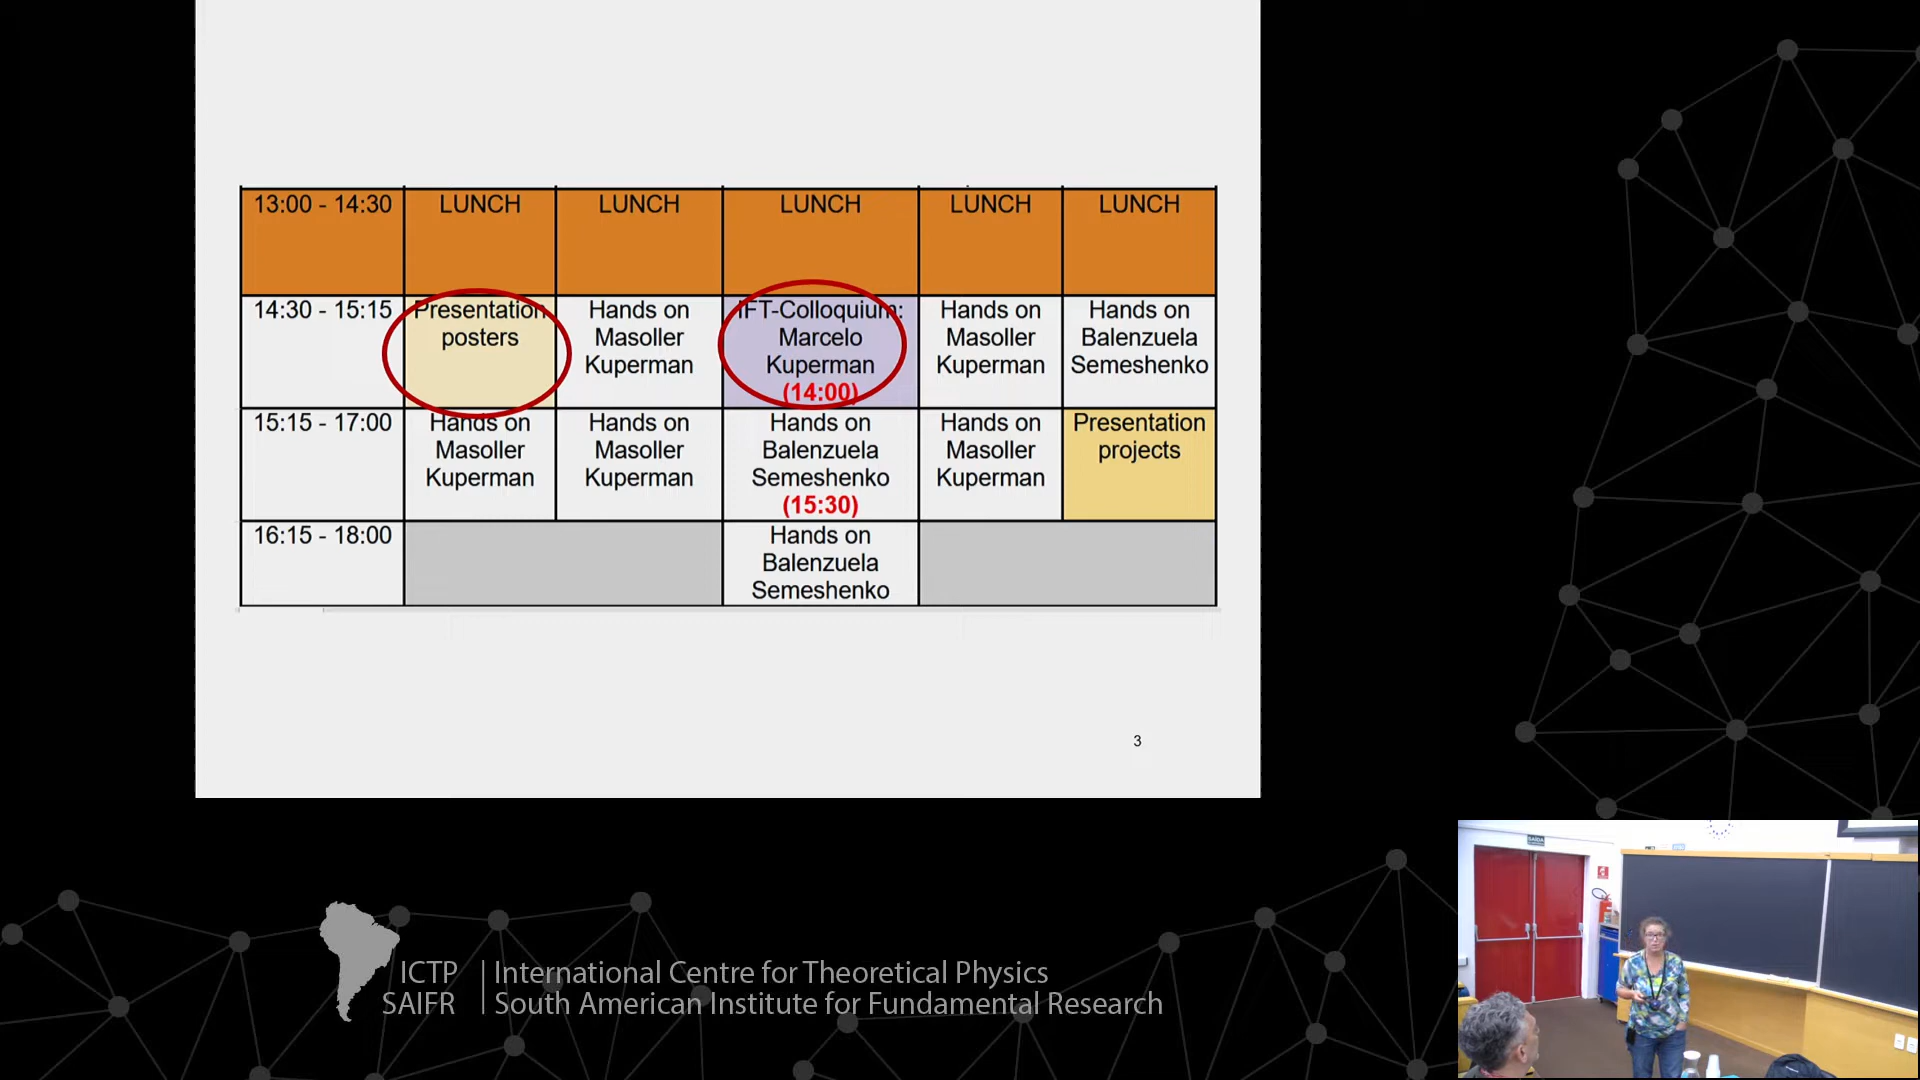 13:00 - 14:30 LUNCH LUNCH LUNCH LUNCH LUNCH
14:30 - 15:15
Presentation
posters
Hands on
Masoller
Kuperman
IFT-Colloquium:
Marcelo
Kuperman
(14:00)
Hands on
Masoller
Kuperman
Hands on
Balenzuela
Semeshenko
15:15 - 17:00
Hands on
Masoller
Kuperman
Hands on
Masoller
Kuperman
Hands on
Balenzuela
Semeshenko
(15:30)
Hands on
Masoller
Kuperman
Presentation
projects
16:15 - 18:00
Hands on
Balenzuela
Semeshenko
3
SAÍDA
ICTP | International Centre for Theoretical Physics
SAIFR | South American Institute for Fundamental Research